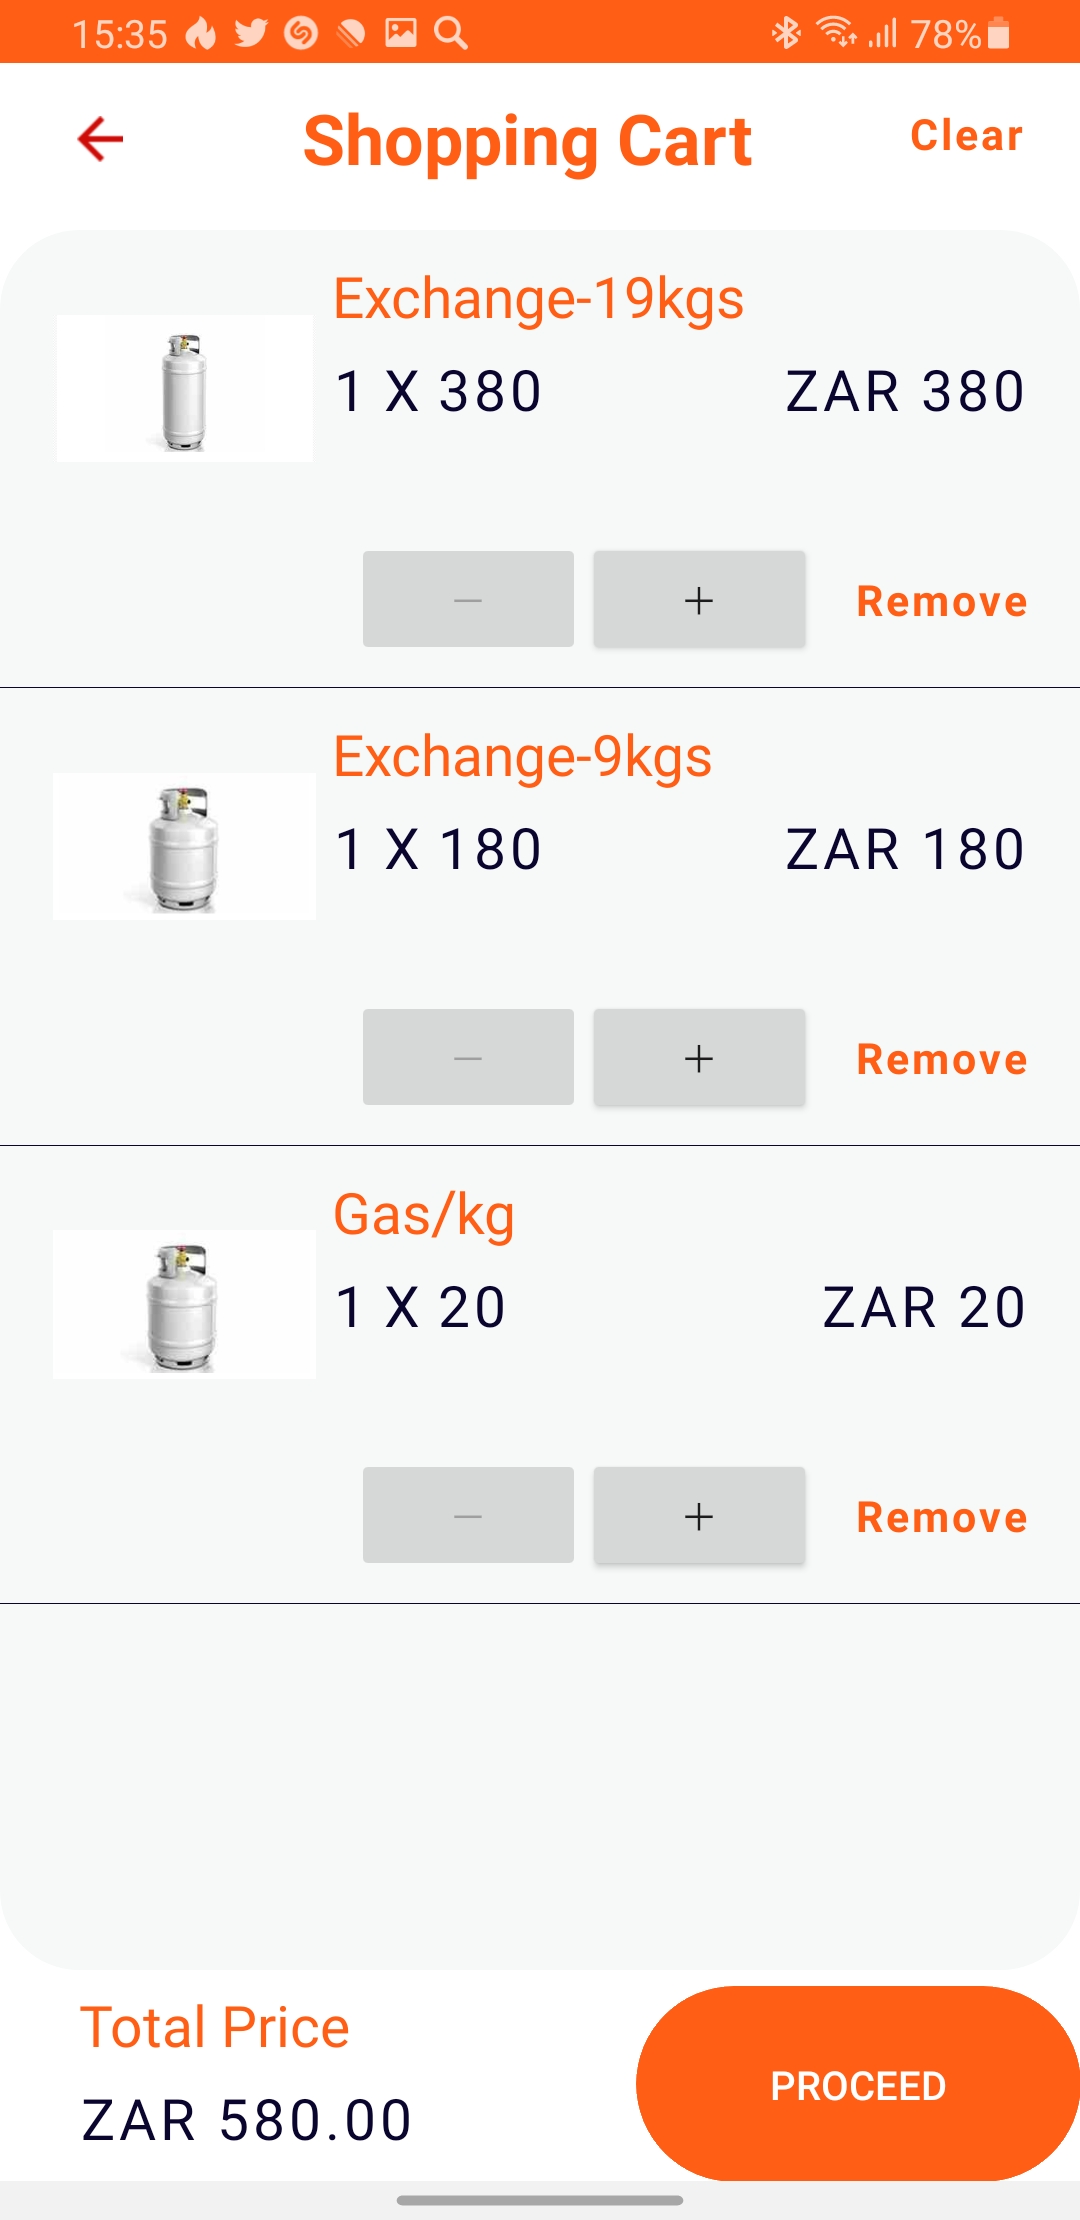 15:35 78%
Shopping Cart Clear
Exchange-19kgs
1 X 380 ZAR 380
— + Remove
Exchange-9kgs
1 X 180 ZAR 180
— + Remove
Gas/kg
1 X 20 ZAR 20
— + Remove
Total Price
PROCEED
ZAR 580.00